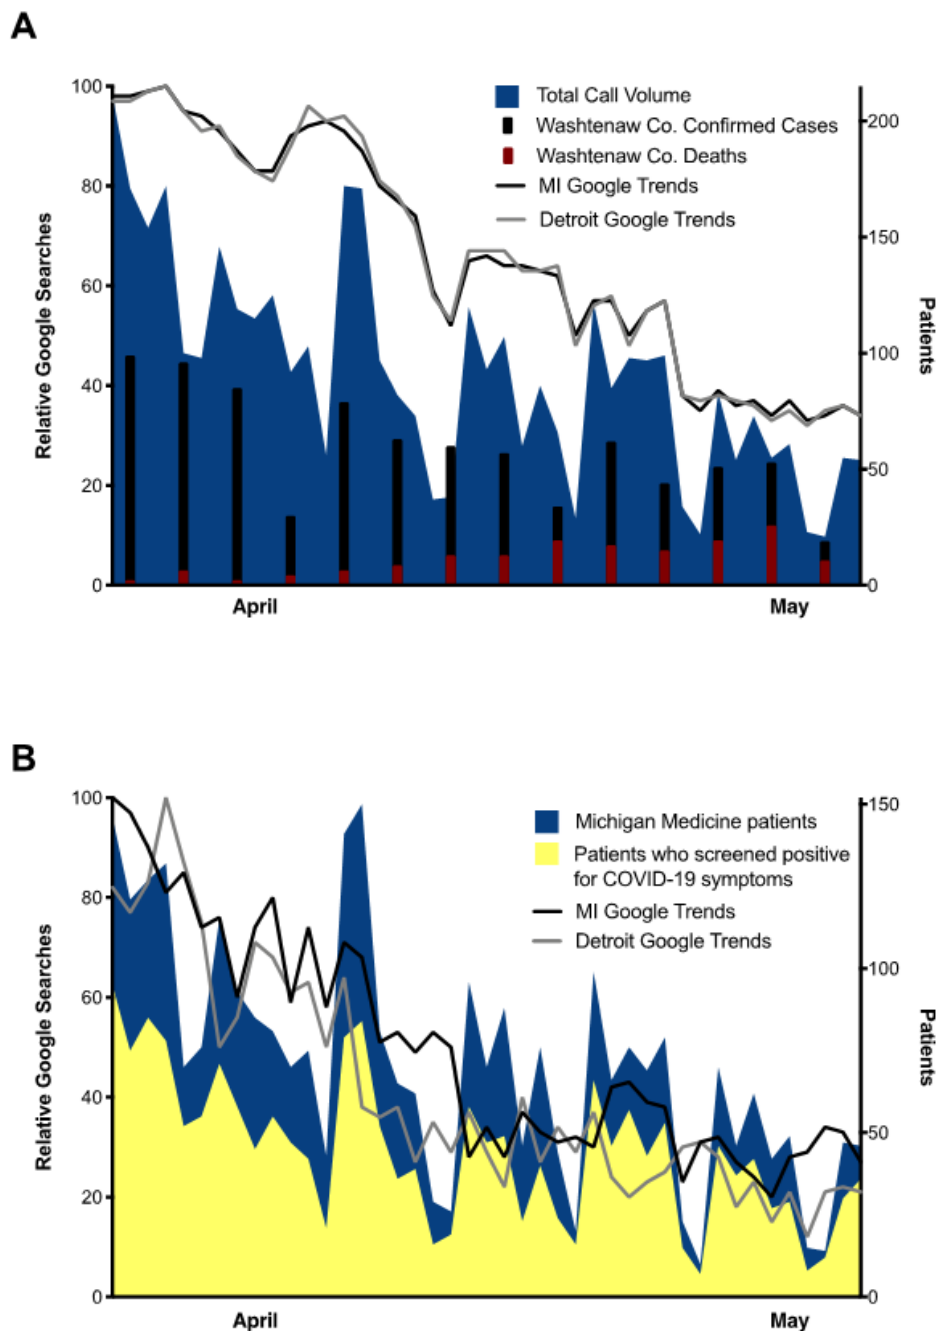 A
100
80
60
40
20
0
Relative Google Searches
Total Call Volume
Washtenaw Co. Confirmed Cases
Washtenaw Co. Deaths
MI Google Trends
Detroit Google Trends
200
150
100
50
0
Patients
April
May
B
100
80
60
40
20
0
Relative Google Searches
Michigan Medicine patients
Patients who screened positive
for COVID-19 symptoms
MI Google Trends
Detroit Google Trends
150
100
50
0
Patients
April
May